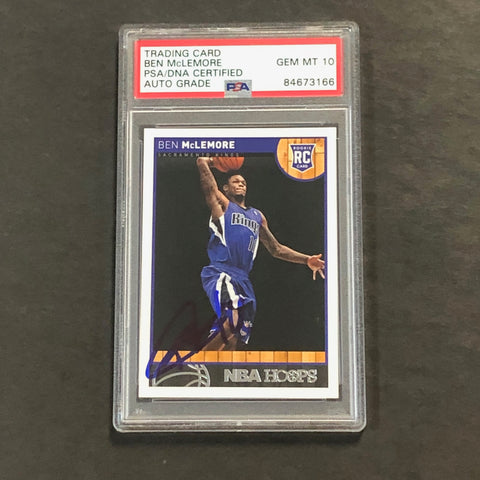 TRADING CARD
BEN McLEMORE
PSA/DNA CERTIFIED
AUTO GRADE
GEM MT 10
PSA
84673166
BEN McLEMORE
SACRAMENTO KINGS
ROOKIE
RC
CARD
Kings
NBA HOOPS